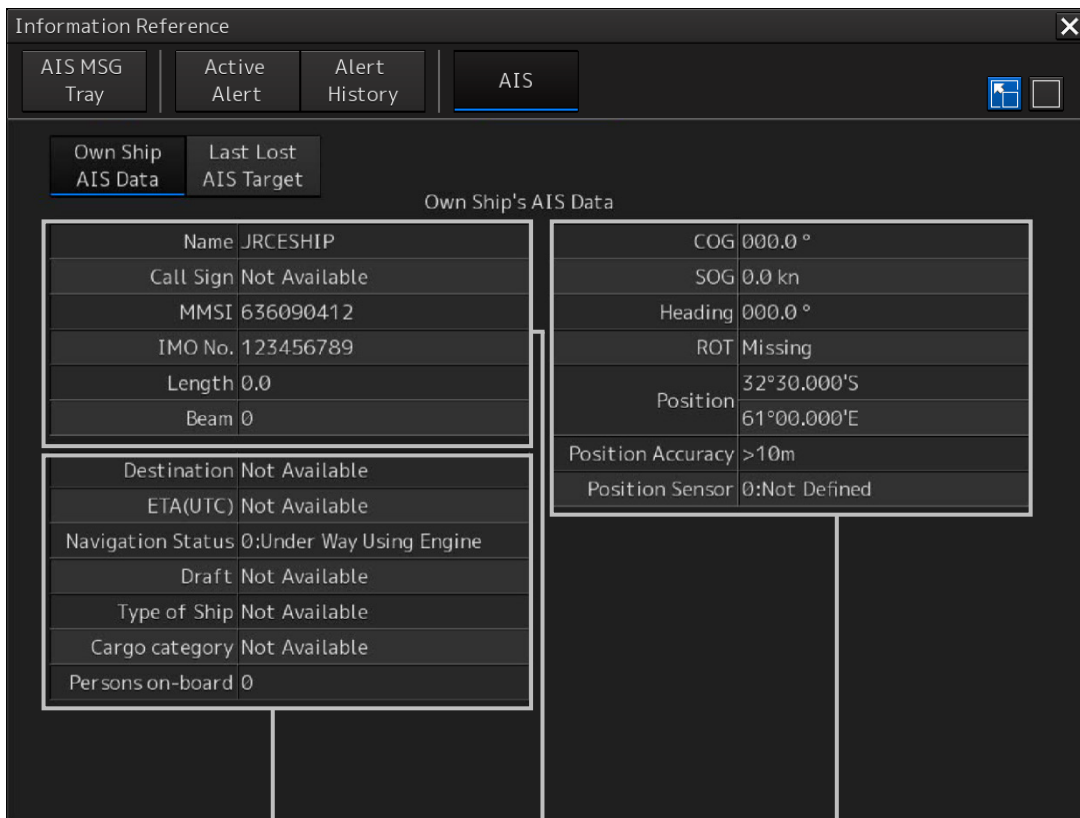 Information Reference
AIS MSG
Tray
Active
Alert
Alert
History
AIS
Own Ship
AIS Data
Last Lost
AIS Target
Own Ship's AIS Data
Name JRCESHIP
Call Sign Not Available
MMSI 636090412
IMO No. 123456789
Length 0.0
Beam 0
Destination Not Available
ETA(UTC) Not Available
Navigation Status 0:Under Way Using Engine
Draft Not Available
Type of Ship Not Available
Cargo category Not Available
Persons on-board 0
COG 000.0 °
SOG 0.0 kn
Heading 000.0 °
ROT Missing
Position 32°30.000'S
61°00.000'E
Position Accuracy >10m
Position Sensor 0:Not Defined